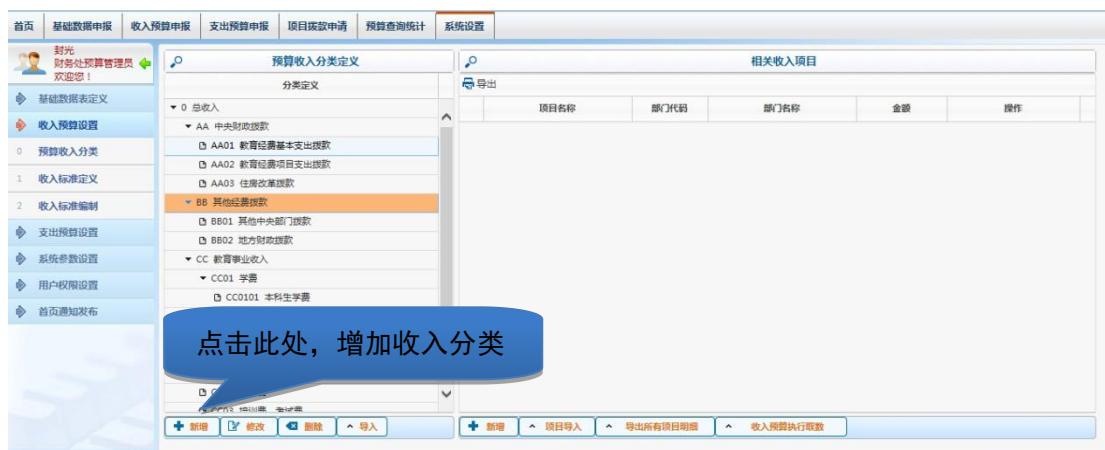 首页 基础数据申报 收入预算申报 支出预算申报 项目拨款申请 预算查询统计 系统设置
封光
财务处预算管理员
欢迎您！
基础数据表定义
收入预算设置
0 预算收入分类
1 收入标准定义
2 收入标准编制
支出预算设置
系统参数设置
用户权限设置
首页通知发布
预算收入分类定义
分类定义
0 总收入
AA 中央财政拨款
AA01 教育经费基本支出拨款
AA02 教育经费项目支出拨款
AA03 住房改革拨款
BB 其他经费拨款
BB01 其他中央部门拨款
BB02 地方财政拨款
CC 教育事业收入
CC01 学费
CC0101 本科生学费
点击此处，增加收入分类
新增 修改 删除 导入
相关收入项目
导出
项目名称 部门代码 部门名称 金额 操作
新增 项目导入 导出所有项目明细 收入预算执行取数